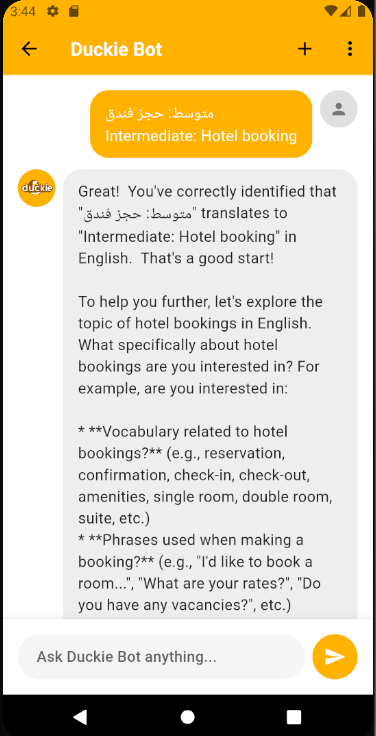 3:44
Duckie Bot
متوسط: حجز فندق
Intermediate: Hotel booking
duckie
Great!  You've correctly identified that
"متوسط: حجز فندق" translates to
"Intermediate: Hotel booking" in
English.  That's a good start!
To help you further, let's explore the
topic of hotel bookings in English.
What specifically about hotel
bookings are you interested in? For
example, are you interested in:
* **Vocabulary related to hotel
bookings?** (e.g., reservation,
confirmation, check-in, check-out,
amenities, single room, double room,
suite, etc.)
* **Phrases used when making a
booking?** (e.g., "I'd like to book a
room...", "What are your rates?", "Do
you have any vacancies?", etc.)
Ask Duckie Bot anything...